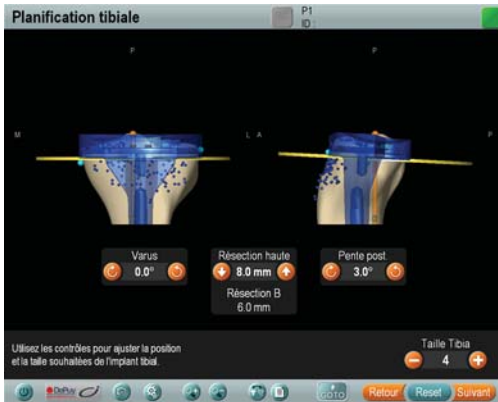 Planification tibiale
P1
ID :
P
P
M
L
A
P
Varus
0.0°
Résection haute
8.0 mm
Résection B
6.0 mm
Pente post.
3.0°
Utilisez les contrôles pour ajuster la position
et la taille souhaitées de l'implant tibial.
Taille Tibia
4
DePuy
Goto
Retour
Reset
Suivant